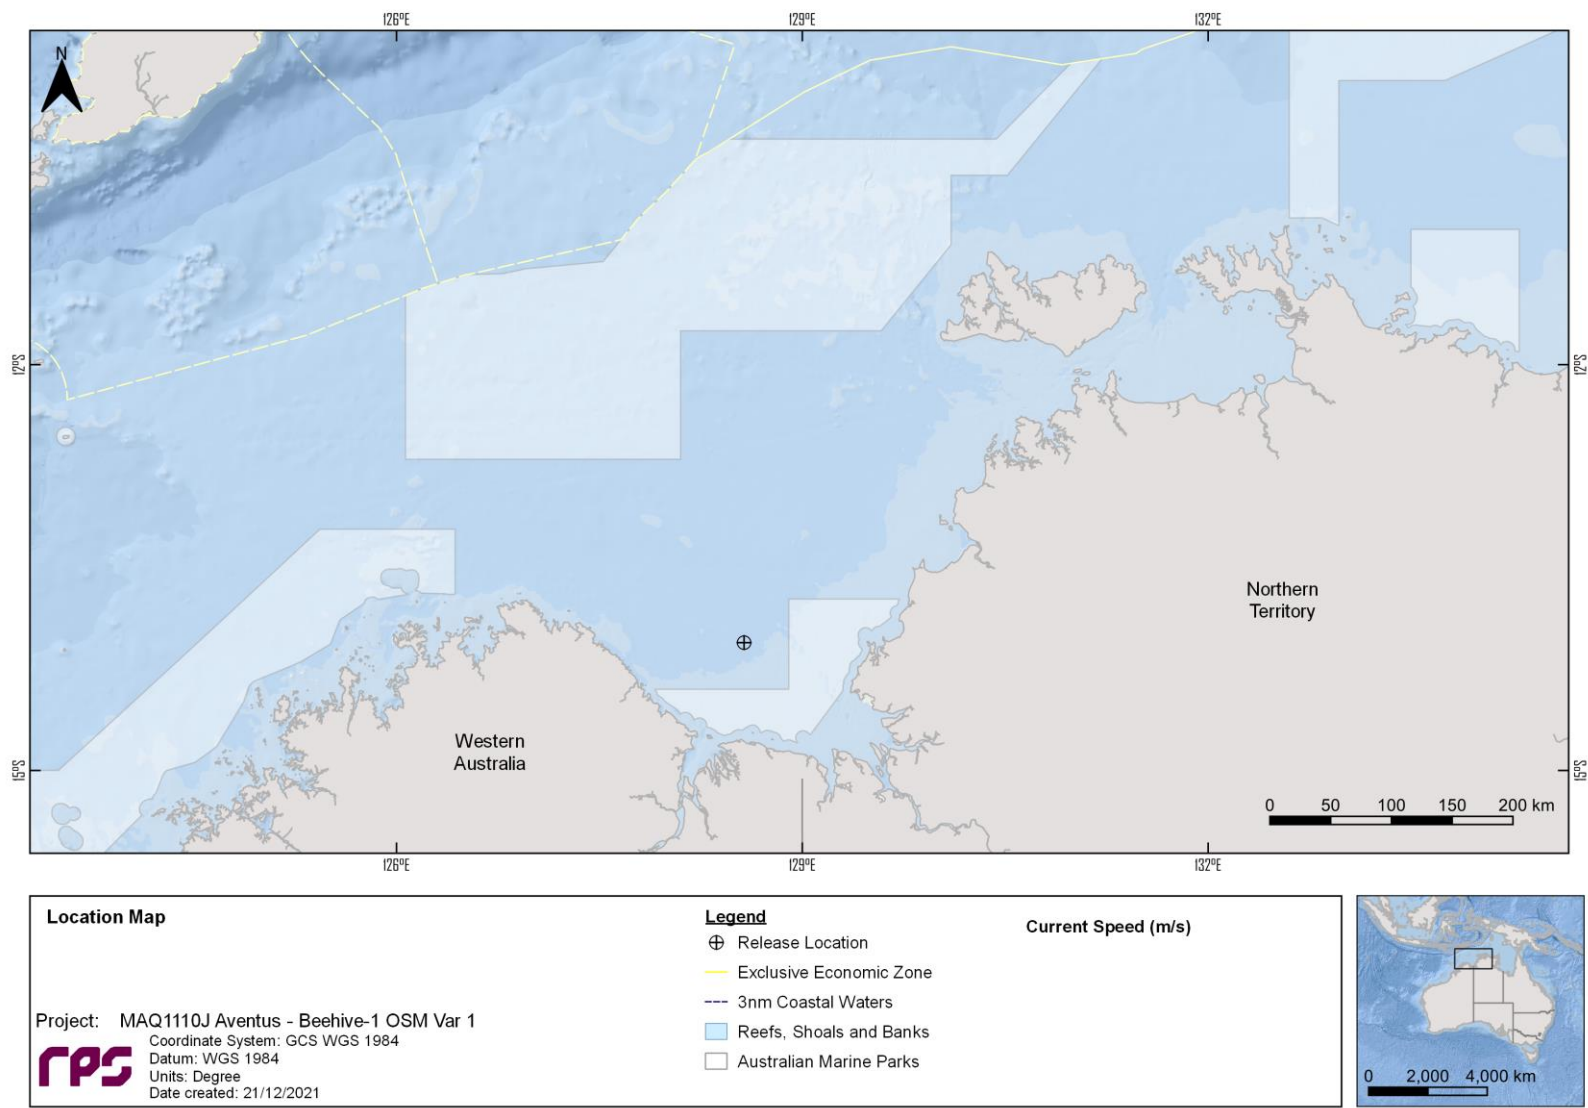 126°E 129°E 132°E
N
12°S 12°S
Northern
Territory
Western
Australia
15°S 15°S
0 50 100 150 200 km
126°E 129°E 132°E
Location Map
Project: MAQ1110J Aventus - Beehive-1 OSM Var 1
rps
Coordinate System: GCS WGS 1984
Datum: WGS 1984
Units: Degree
Date created: 21/12/2021
Legend
Release Location
Exclusive Economic Zone
3nm Coastal Waters
Reefs, Shoals and Banks
Australian Marine Parks
Current Speed (m/s)
0 2,000 4,000 km